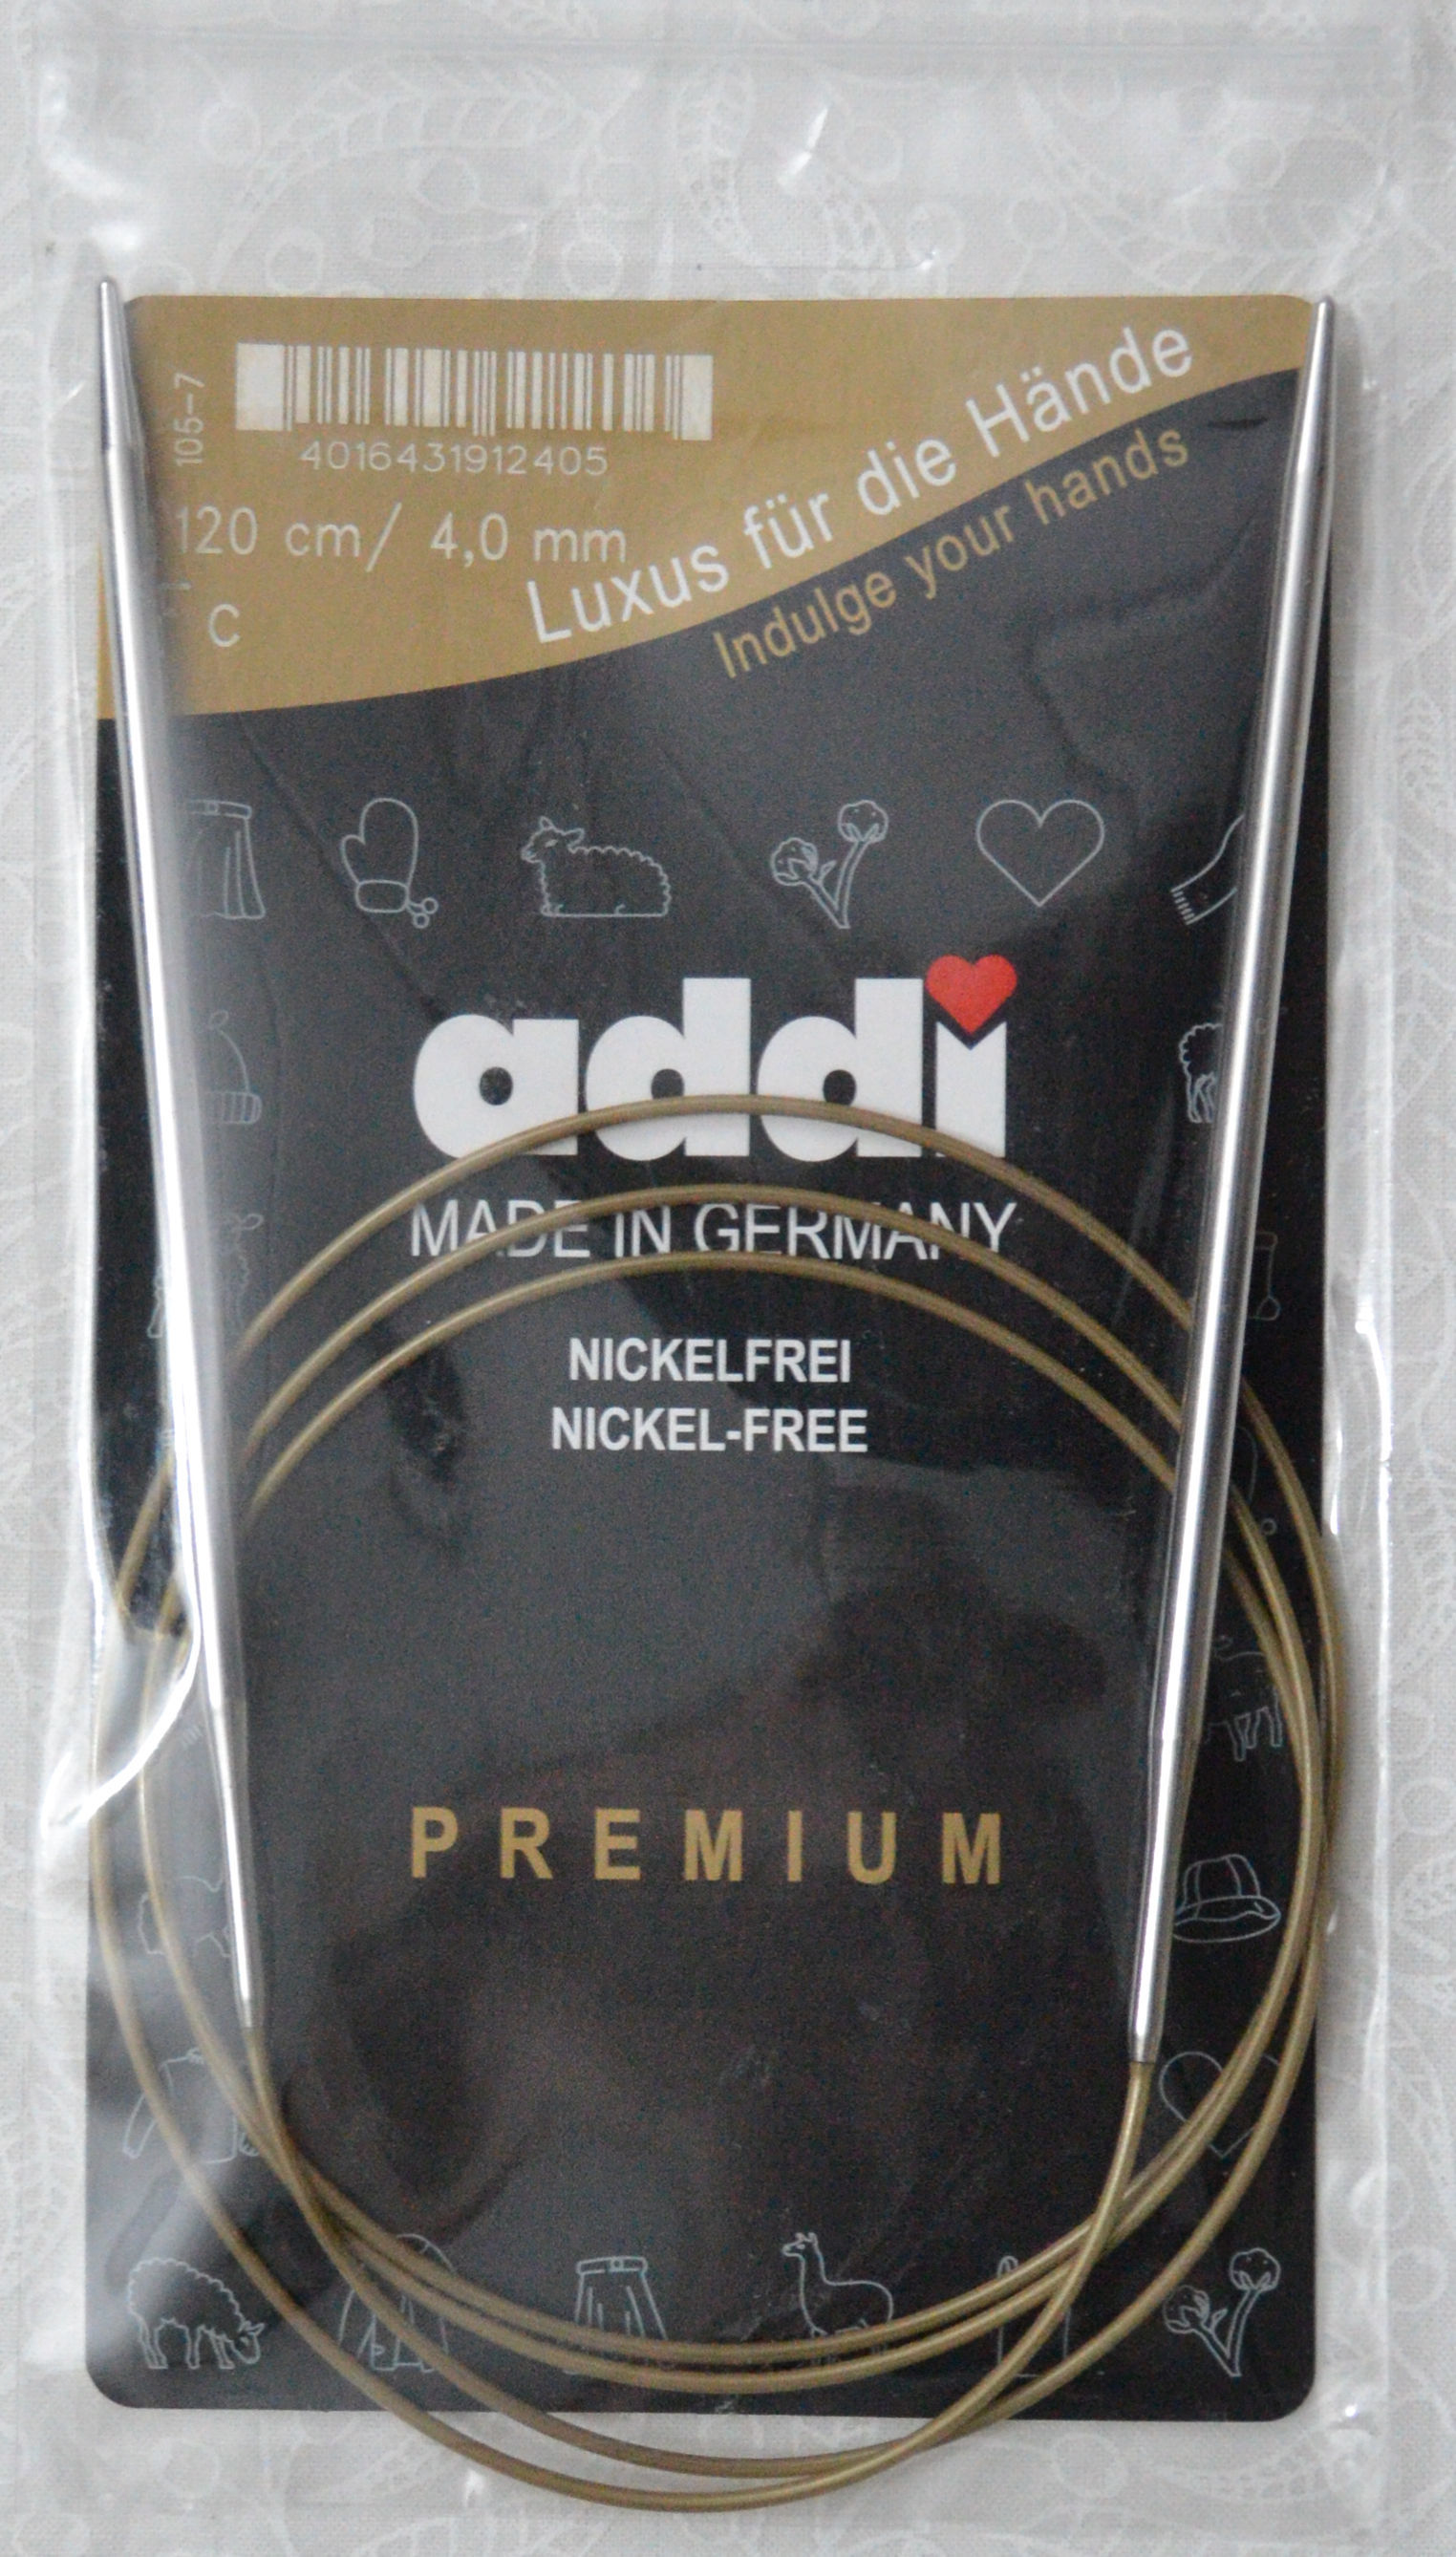 105-7
4016431912405
120 cm/ 4,0 mm
C
Luxus für die Hände
Indulge your hands
addi
MADE IN GERMANY
NICKELFREI
NICKEL-FREE
PREMIUM